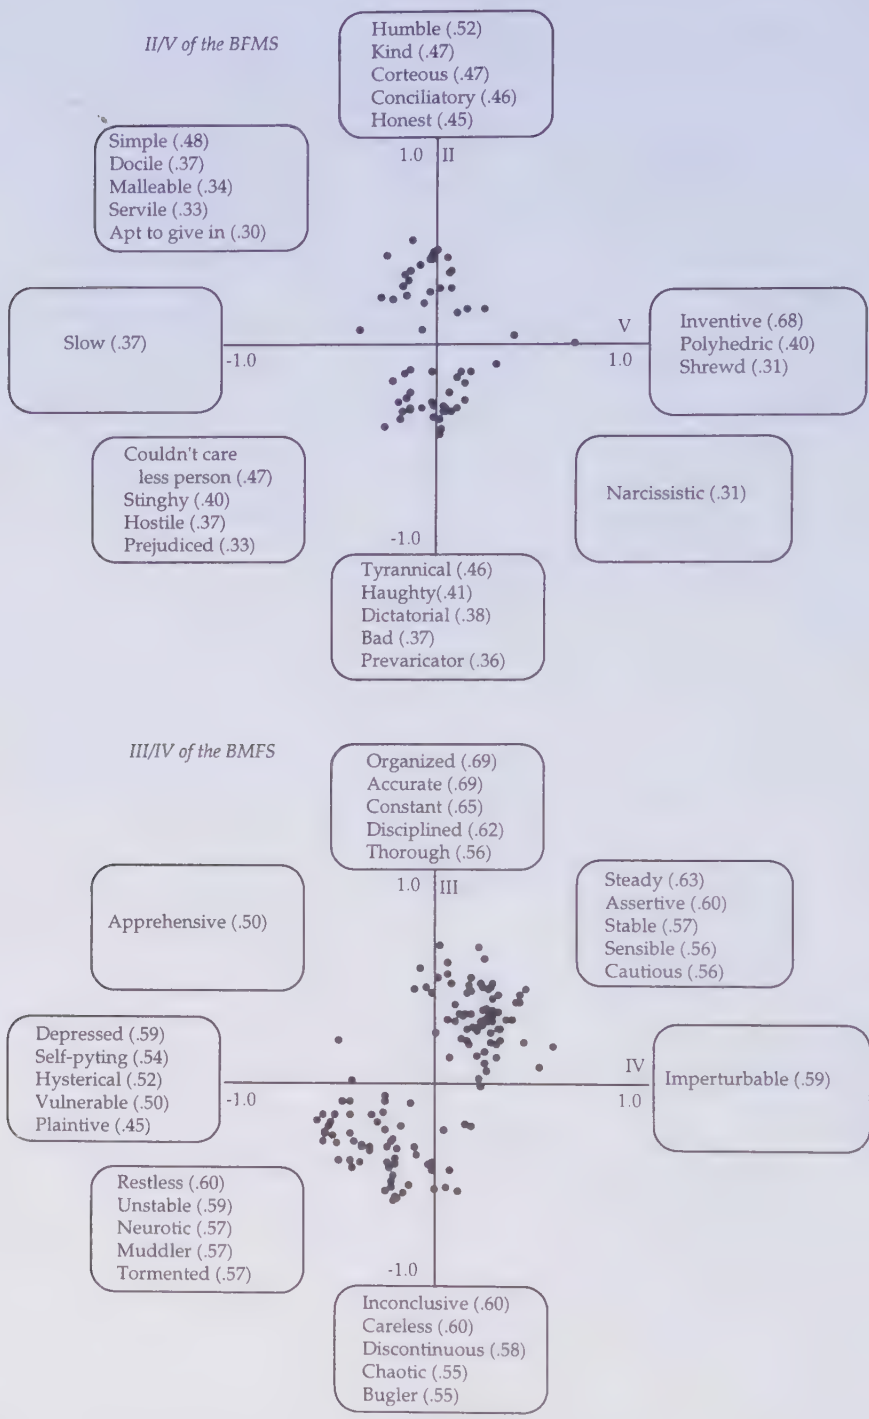 II/V of the BFMS
Humble (.52)
Kind (.47)
Corteous (.47)
Conciliatory (.46)
Honest (.45)
Simple (.48)
Docile (.37)
Malleable (.34)
Servile (.33)
Apt to give in (.30)
1.0 II
Slow (.37)
-1.0
V
1.0
Inventive (.68)
Polyhedric (.40)
Shrewd (.31)
Couldn't care
less person (.47)
Stinghy (.40)
Hostile (.37)
Prejudiced (.33)
Narcissistic (.31)
-1.0
Tyrannical (.46)
Haughty(.41)
Dictatorial (.38)
Bad (.37)
Prevaricator (.36)
III/IV of the BMFS
Organized (.69)
Accurate (.69)
Constant (.65)
Disciplined (.62)
Thorough (.56)
1.0 III
Apprehensive (.50)
Steady (.63)
Assertive (.60)
Stable (.57)
Sensible (.56)
Cautious (.56)
Depressed (.59)
Self-pyting (.54)
Hysterical (.52)
Vulnerable (.50)
Plaintive (.45)
-1.0
IV
1.0
Imperturbable (.59)
Restless (.60)
Unstable (.59)
Neurotic (.57)
Muddler (.57)
Tormented (.57)
-1.0
Inconclusive (.60)
Careless (.60)
Discontinuous (.58)
Chaotic (.55)
Bugler (.55)